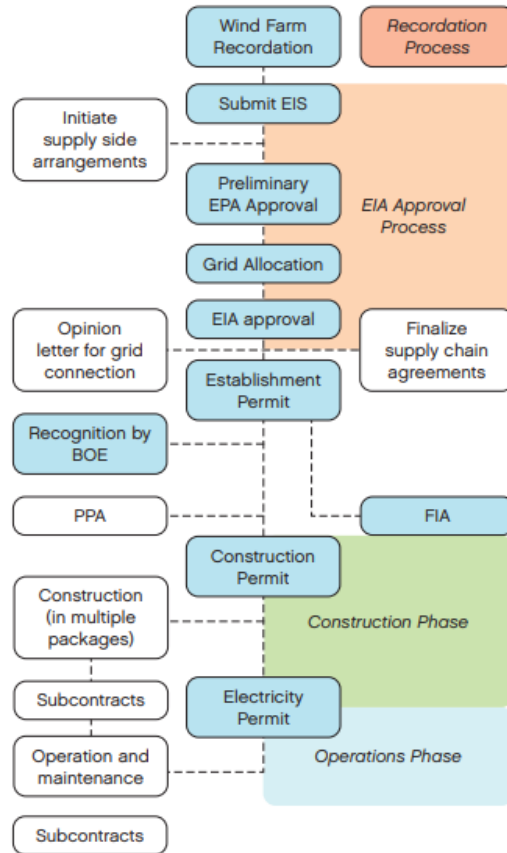 Wind Farm
Recordation
Recordation
Process
Submit EIS
Initiate
supply side
arrangements
Preliminary
EPA Approval
EIA Approval
Process
Grid Allocation
EIA approval
Opinion
letter for grid
connection
Finalize
supply chain
agreements
Establishment
Permit
Recognition by
BOE
PPA
FIA
Construction
Permit
Construction
(in multiple
packages)
Construction Phase
Subcontracts
Electricity
Permit
Operation and
maintenance
Operations Phase
Subcontracts